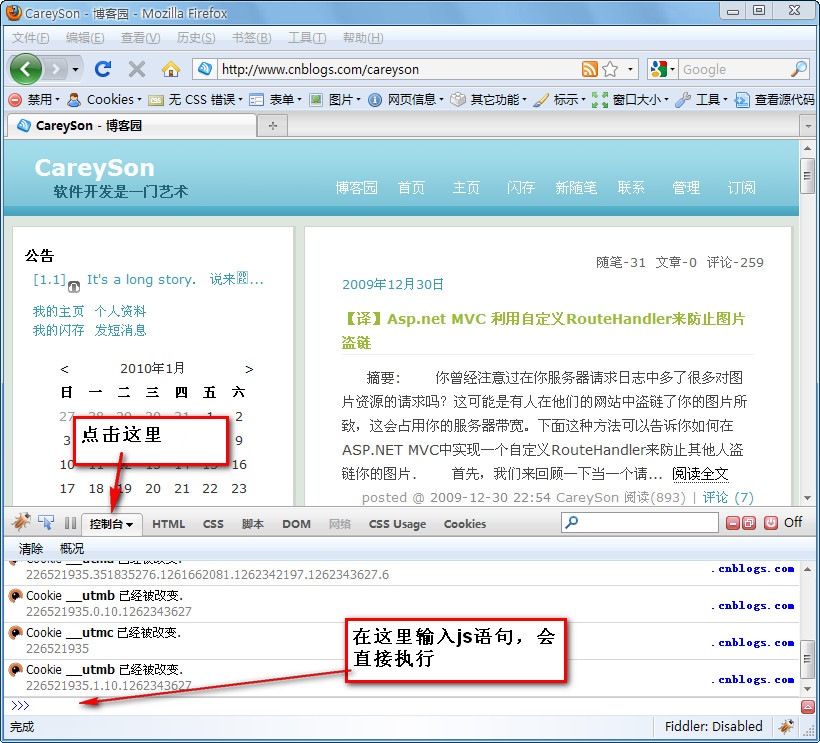 CareySon - 博客园 - Mozilla Firefox
文件(F) 编辑(E) 查看(V) 历史(S) 书签(B) 工具(T) 帮助(H)
http://www.cnblogs.com/careyson Google
禁用 Cookies 无 CSS 错误 表单 图片 网页信息 其它功能 标示 窗口大小 工具 查看源代码
CareySon - 博客园
CareySon
软件开发是一门艺术
博客园 首页 主页 闪存 新随笔 联系 管理 订阅
公告
[1.1] It's a long story. 说来...
我的主页 个人资料
我的闪存 发短消息
< 2010年1月 >
日 一 二 三 四 五 六
27 28 29 30 31 1 2
3 9
10 16
17 18 19 20 21 22 23
点击这里
随笔-31 文章-0 评论-259
2009年12月30日
【译】Asp.net MVC 利用自定义RouteHandler来防止图片
盗链
摘要: 你曾经注意过在你服务器请求日志中多了很多对图
片资源的请求吗？这可能是有人在他们的网站中盗链了你的图片所
致，这会占用你的服务器带宽。下面这种方法可以告诉你如何在
ASP.NET MVC中实现一个自定义RouteHandler来防止其他人盗
链你的图片. 首先，我们来回顾一下当一个请... 阅读全文
posted @ 2009-12-30 22:54 CareySon 阅读(893) | 评论 (7)
控制台 HTML CSS 脚本 DOM 网络 CSS Usage Cookies Off
清除 概况
Cookie __utma 已经被改变.
226521935.351835276.1261662081.1262342197.1262343627.6 .cnblogs.com
Cookie __utmb 已经被改变.
226521935.0.10.1262343627 .cnblogs.com
Cookie __utmc 已经被改变.
226521935 .cnblogs.com
Cookie __utmb 已经被改变.
226521935.1.10.1262343627 .cnblogs.com
在这里输入js语句，会
直接执行
>>>
完成 Fiddler: Disabled